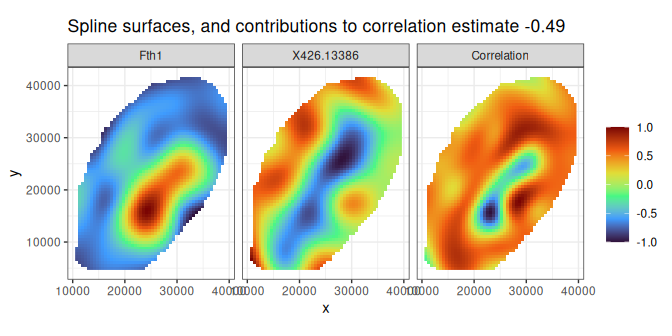 Spline surfaces, and contributions to correlation estimate -0.49
Fth1 X426.13386 Correlation
40000
30000
20000
10000
y
1.0
0.5
0.0
-0.5
-1.0
10000 20000 30000 40000 10000 20000 30000 40000 10000 20000 30000 40000
x